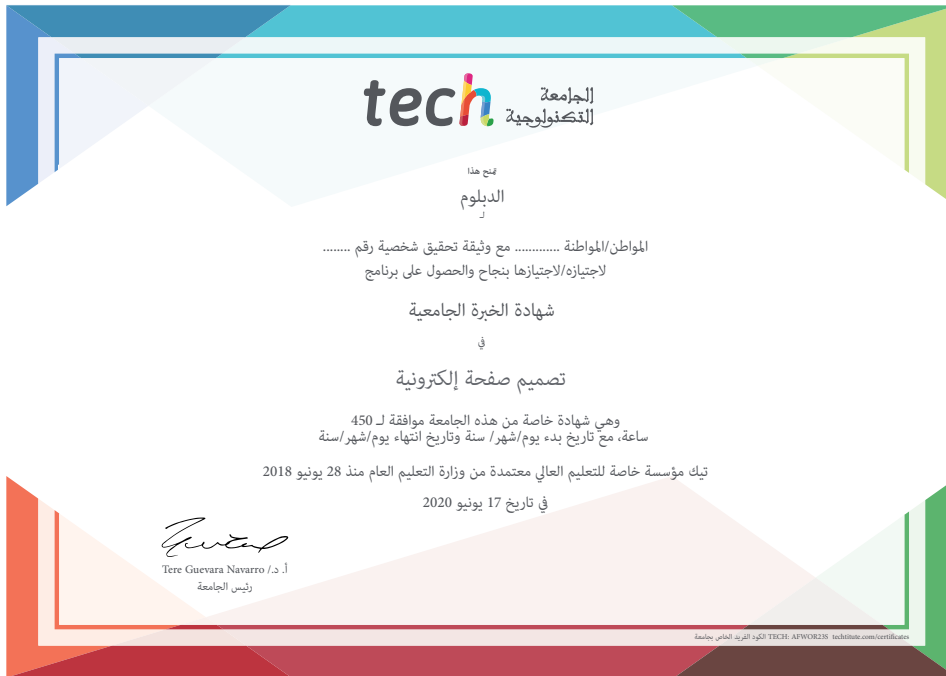 tech الجامعة
التكنولوجية
يمنح هذا
الدبلوم
لـ
المواطن/المواطنة ............. مع وثيقة تحقيق شخصية رقم ........
لاجتيازه/لاجتيازها بنجاح والحصول على برنامج
شهادة الخبرة الجامعية
في
تصميم صفحة إلكترونية
وهي شهادة خاصة من هذه الجامعة موافقة لـ 450
ساعة، مع تاريخ بدء يوم/شهر/ سنة وتاريخ انتهاء يوم/شهر/سنة
تيك مؤسسة خاصة للتعليم العالي معتمدة من وزارة التعليم العام منذ 28 يونيو 2018
في تاريخ 17 يونيو 2020
أ. د./ Tere Guevara Navarro
رئيس الجامعة
الكود الفريد الخاص بجامعة TECH: AFWOR23S techtitute.com/certificates